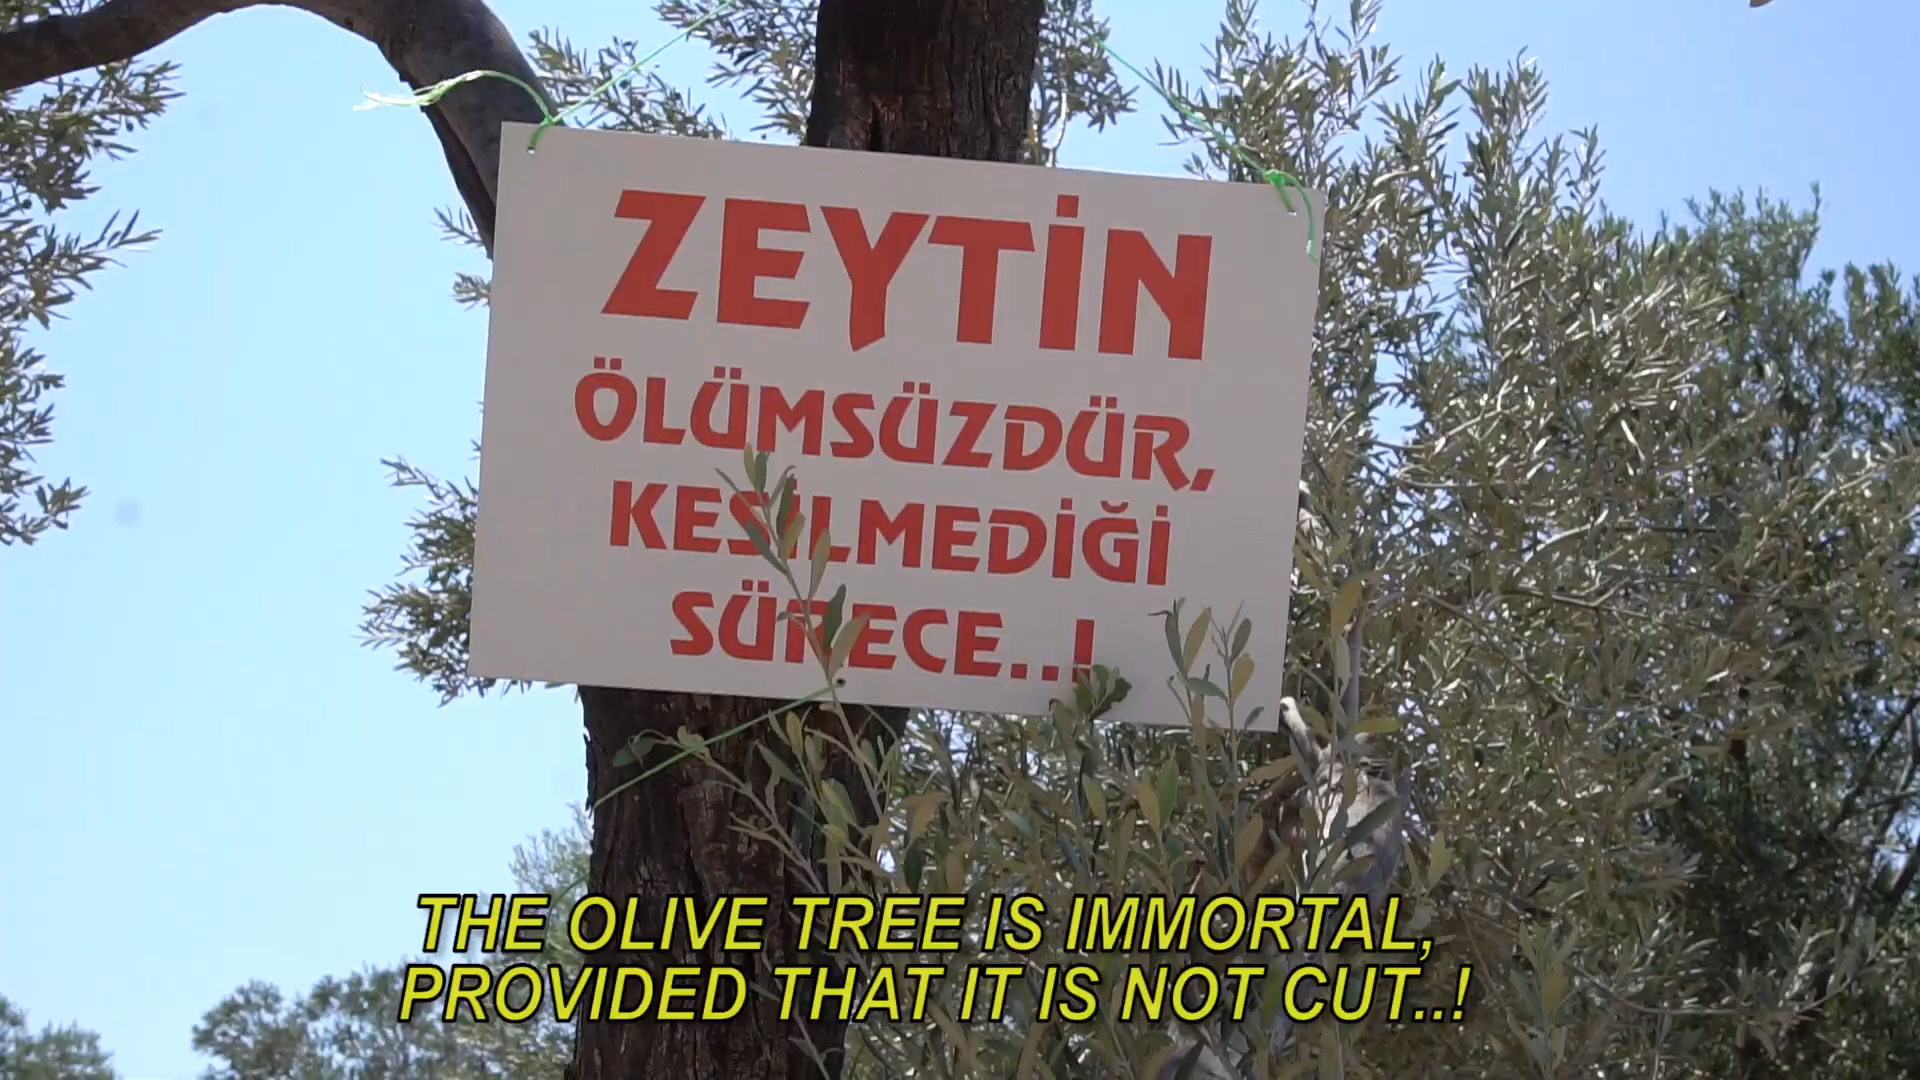 ZEYTİN
ÖLÜMSÜZDÜR,
KESİLMEDİĞİ
SÜRECE..!
THE OLIVE TREE IS IMMORTAL,
PROVIDED THAT IT IS NOT CUT..!